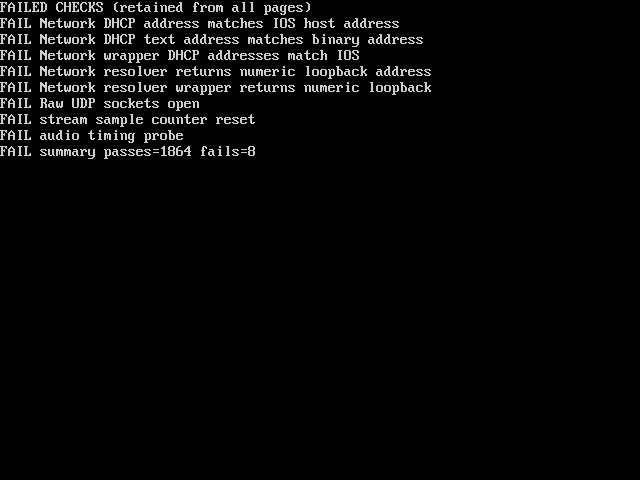 FAILED CHECKS (retained from all pages)
FAIL Network DHCP address matches IOS host address
FAIL Network DHCP text address matches binary address
FAIL Network wrapper DHCP addresses match IOS
FAIL Network resolver returns numeric loopback address
FAIL Network resolver wrapper returns numeric loopback
FAIL Raw UDP sockets open
FAIL stream sample counter reset
FAIL audio timing probe
FAIL summary passes=1864 fails=8